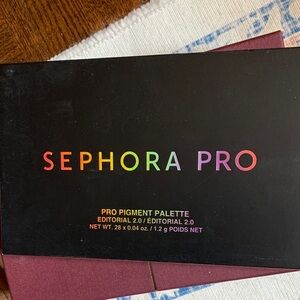 SEPHORA PRO
PRO PIGMENT PALETTE
EDITORIAL 2.0 / ÉDITORIAL 2.0
NET WT. 28 x 0.04 oz. / 1.2 g POIDS NET